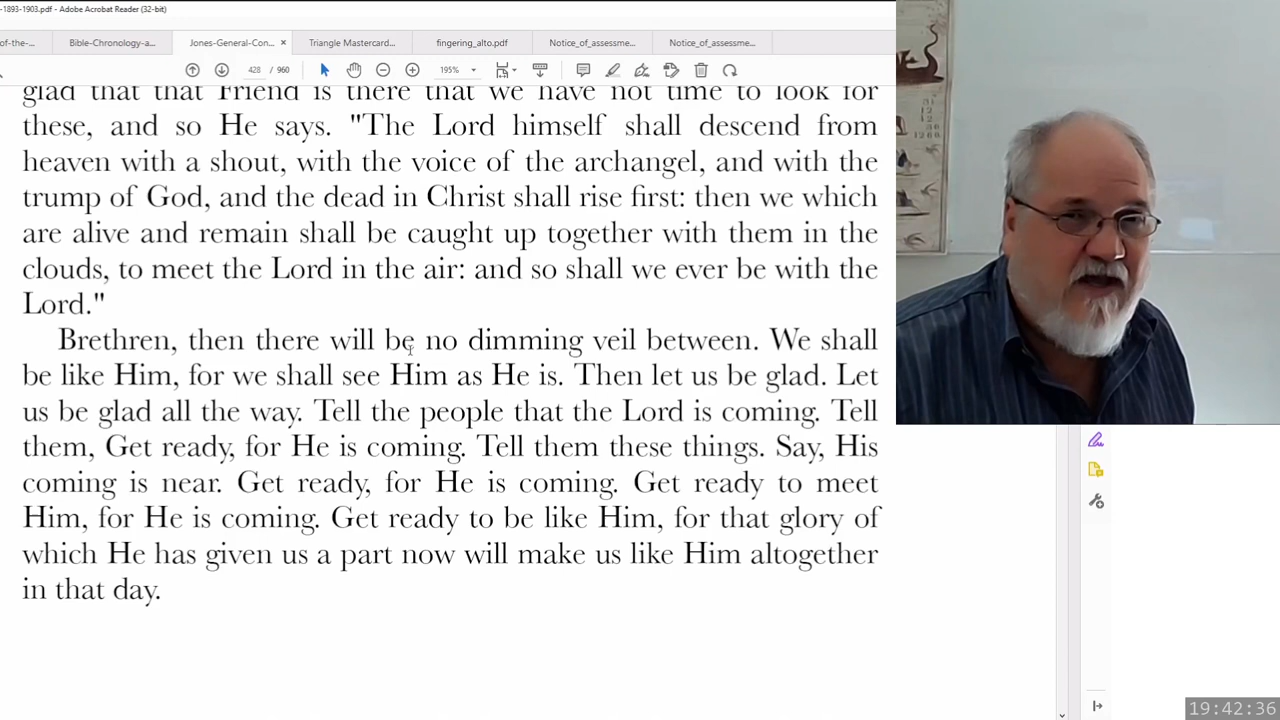 -1893-1903.pdf - Adobe Acrobat Reader (32-bit)
of-the-... Bible-Chronology-a... Jones-General-Con... × Triangle Mastercard... fingering_alto.pdf Notice_of_assessme... Notice_of_assessme...
428 / 960 195%
glad that that Friend is there that we have not time to look for
these, and so He says. "The Lord himself shall descend from
heaven with a shout, with the voice of the archangel, and with the
trump of God, and the dead in Christ shall rise first: then we which
are alive and remain shall be caught up together with them in the
clouds, to meet the Lord in the air: and so shall we ever be with the
Lord."
Brethren, then there will be no dimming veil between. We shall
be like Him, for we shall see Him as He is. Then let us be glad. Let
us be glad all the way. Tell the people that the Lord is coming. Tell
them, Get ready, for He is coming. Tell them these things. Say, His
coming is near. Get ready, for He is coming. Get ready to meet
Him, for He is coming. Get ready to be like Him, for that glory of
which He has given us a part now will make us like Him altogether
in that day.
19:42:36